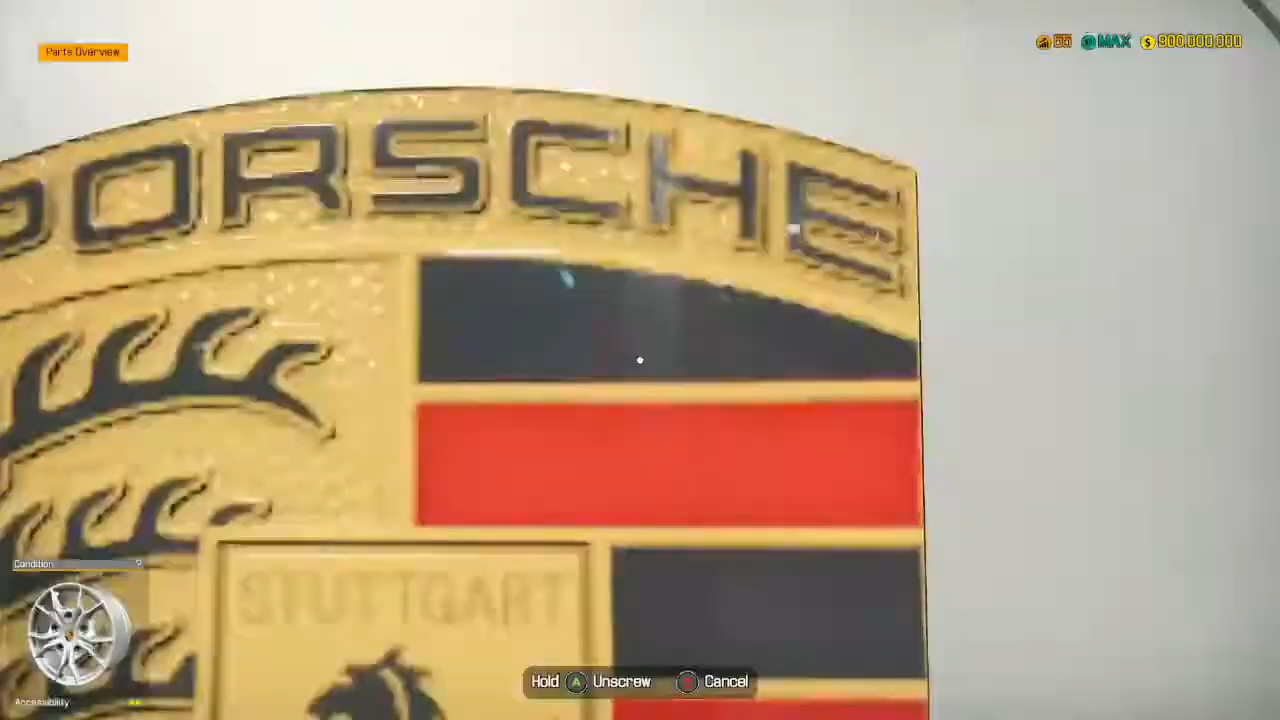 Parts Overview
MAX
900,000,000
PORSCHE
STUTTGART
Condition
?
Hold A Unscrew Cancel
Accessibility